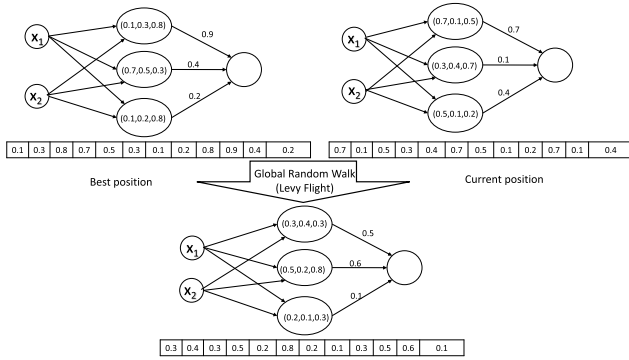 X1
X2
(0.1,0.3,0.8)
(0.7,0.5,0.3)
(0.1,0.2,0.8)
0.9
0.4
0.2
0.1 0.3 0.8 0.7 0.5 0.3 0.1 0.2 0.8 0.9 0.4 0.2
Best position
X1
X2
(0.7,0.1,0.5)
(0.3,0.4,0.7)
(0.5,0.1,0.2)
0.7
0.1
0.4
0.7 0.1 0.5 0.3 0.4 0.7 0.5 0.1 0.2 0.7 0.1 0.4
Current position
Global Random Walk
(Levy Flight)
X1
X2
(0.3,0.4,0.3)
(0.5,0.2,0.8)
(0.2,0.1,0.3)
0.5
0.6
0.1
0.3 0.4 0.3 0.5 0.2 0.8 0.2 0.1 0.3 0.5 0.6 0.1